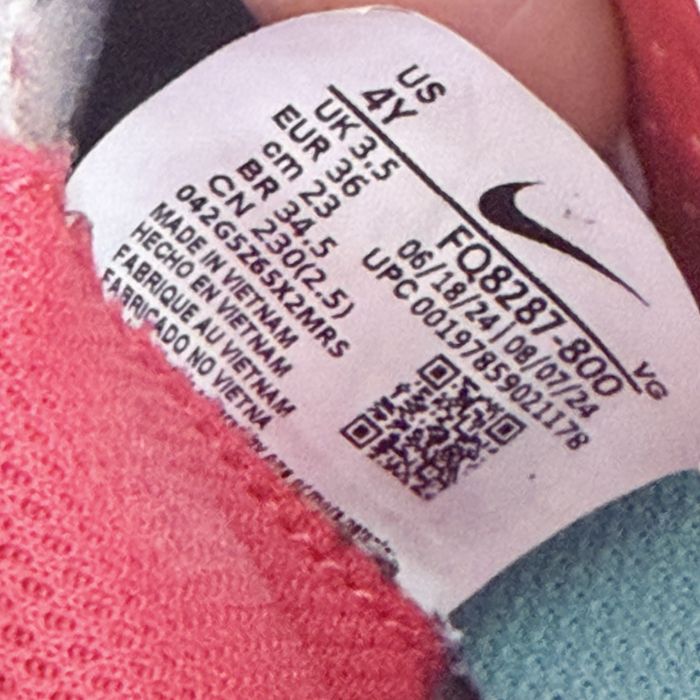 US
4Y
UK 3.5
EUR 36
cm 23
BR 34.5
CN 230(2.5)
042G5Z65X2MRS
MADE IN VIETNAM
HECHO EN VIETNAM
FABRIQUE AU VIETNAM
FABRICADO NO VIETNA
FQ8287-800
VG
06/18/24 | 08/07/24
UPC 00197859021178